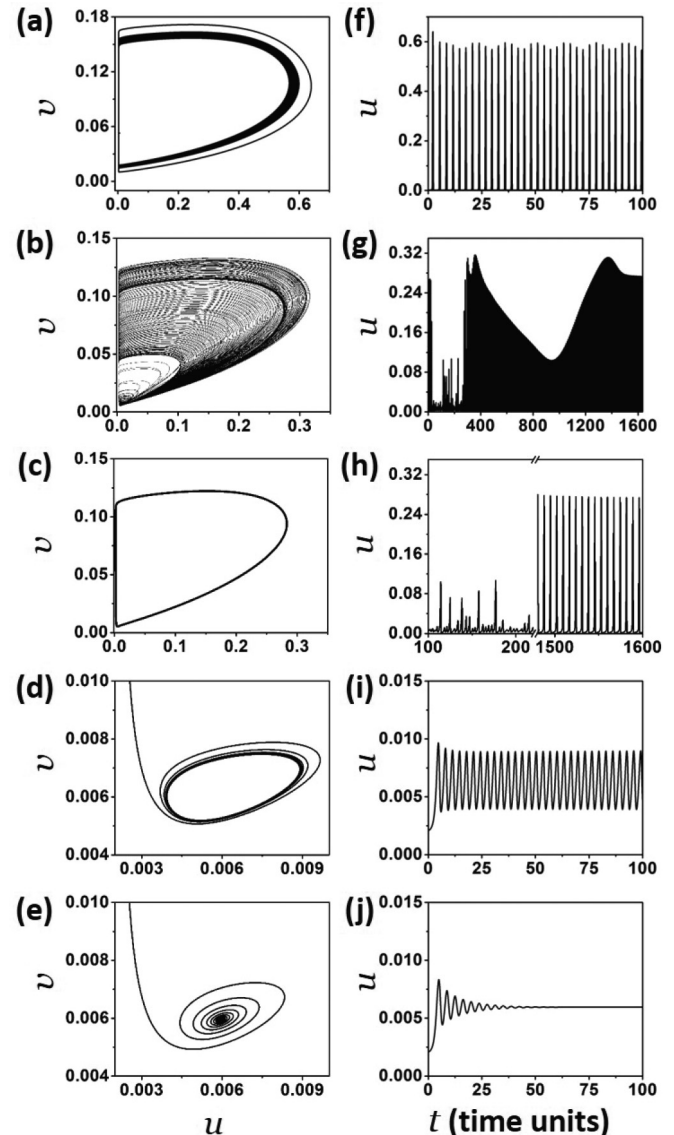 (a)
0.18
0.12
0.06
0.00
v
0.0 0.2 0.4 0.6
(f)
0.6
0.4
0.2
0.0
u
0 25 50 75 100
(b)
0.15
0.10
0.05
0.00
v
0.0 0.1 0.2 0.3
(g)
0.32
0.24
0.16
0.08
0.00
u
0 400 800 1200 1600
(c)
0.15
0.10
0.05
0.00
v
0.0 0.1 0.2 0.3
(h)
0.32
0.24
0.16
0.08
0.00
u
100 200 1500 1600
(d)
0.010
0.008
0.006
0.004
v
0.003 0.006 0.009
(i)
0.015
0.010
0.005
0.000
u
0 25 50 75 100
(e)
0.010
0.008
0.006
0.004
v
0.003 0.006 0.009
u
(j)
0.015
0.010
0.005
0.000
u
0 25 50 75 100
t (time units)